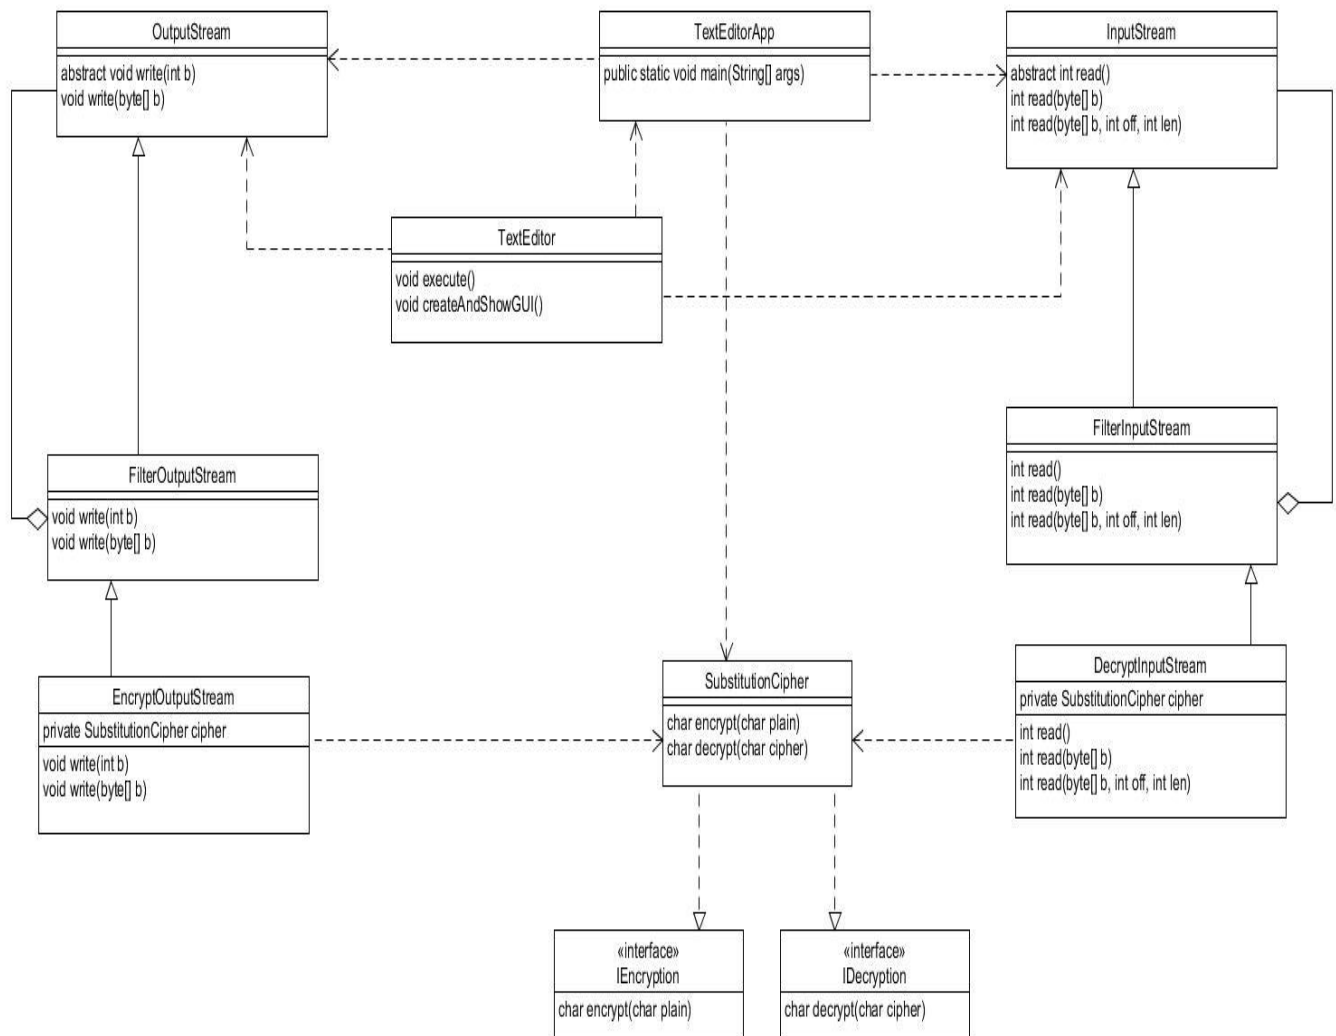 OutputStream
abstract void write(int b)
void write(byte[] b)
TextEditorApp
public static void main(String[] args)
InputStream
abstract int read()
int read(byte[] b)
int read(byte[] b, int off, int len)
TextEditor
void execute()
void createAndShowGUI()
FilterOutputStream
void write(int b)
void write(byte[] b)
FilterInputStream
int read()
int read(byte[] b)
int read(byte[] b, int off, int len)
EncryptOutputStream
private SubstitutionCipher cipher
void write(int b)
void write(byte[] b)
SubstitutionCipher
char encrypt(char plain)
char decrypt(char cipher)
DecryptInputStream
private SubstitutionCipher cipher
int read()
int read(byte[] b)
int read(byte[] b, int off, int len)
«interface»
IEncryption
char encrypt(char plain)
«interface»
IDecryption
char decrypt(char cipher)